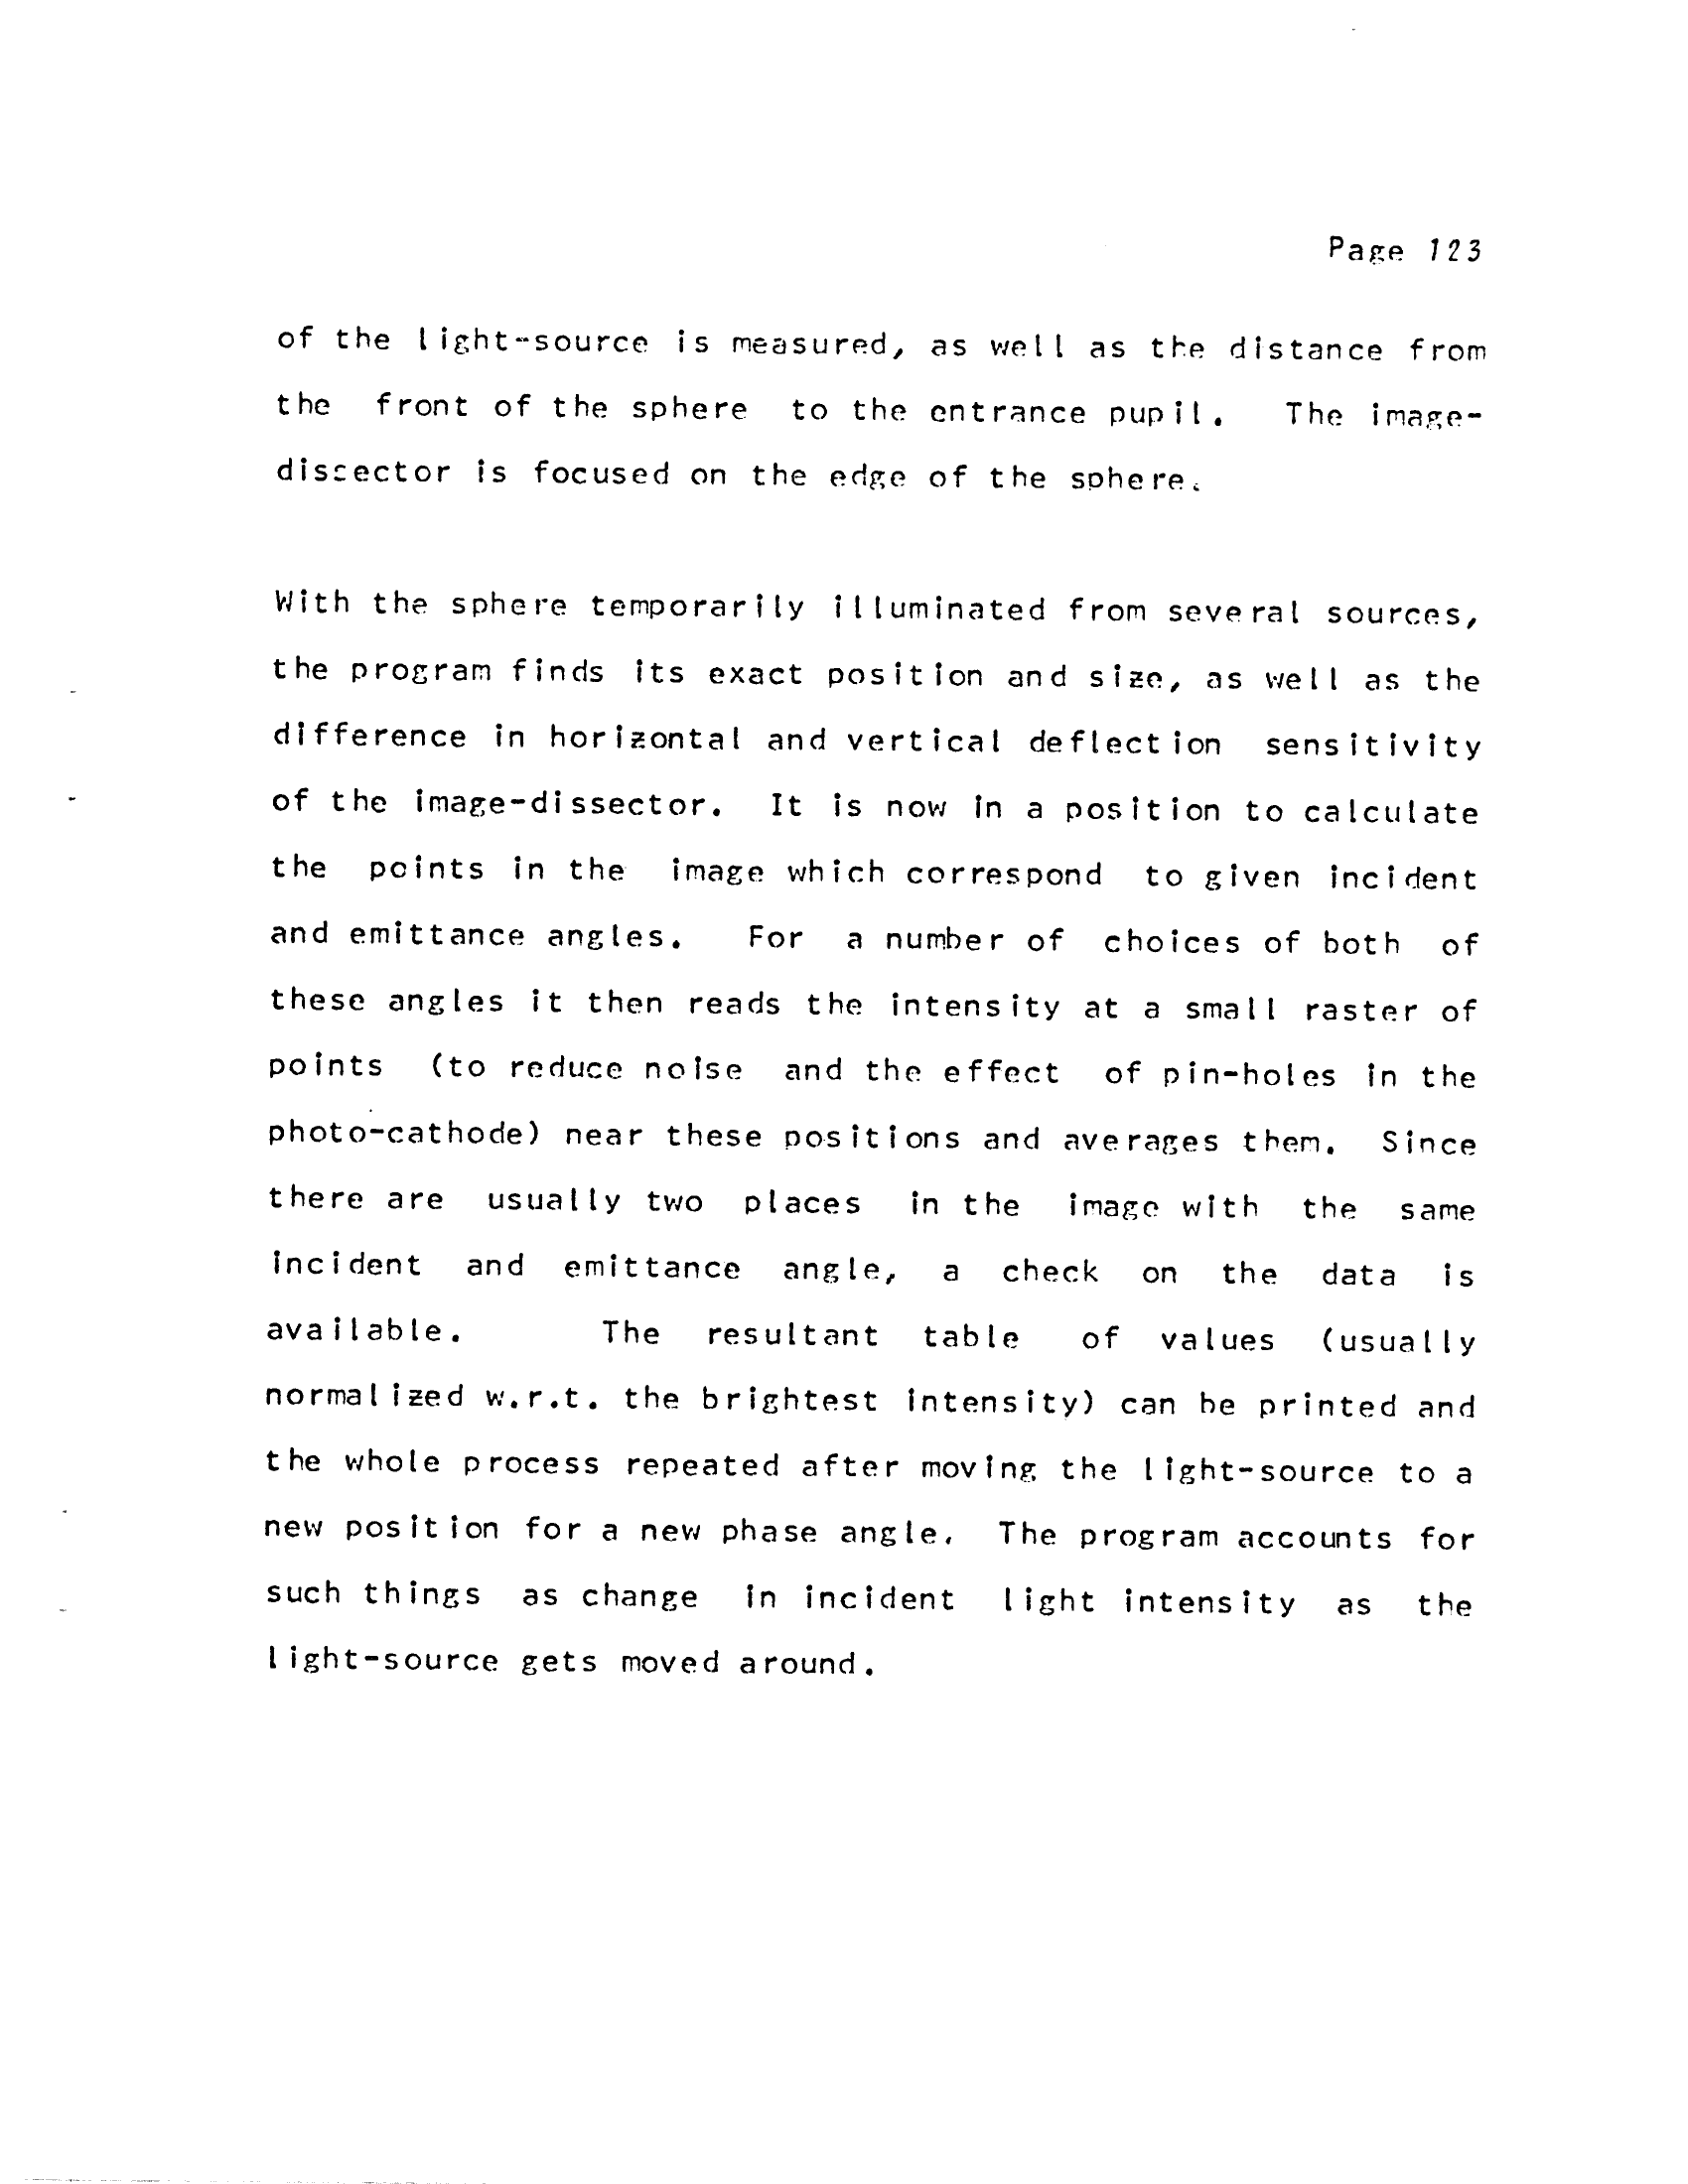 Page 123
of the light-source is measured, as well as the distance from
the front of the sphere to the entrance pupil. The image-
dissector is focused on the edge of the sphere.
With the sphere temporarily illuminated from several sources,
the program finds its exact position and size, as well as the
difference in horizontal and vertical deflection sensitivity
of the image-dissector. It is now in a position to calculate
the points in the image which correspond to given incident
and emittance angles. For a number of choices of both of
these angles it then reads the intensity at a small raster of
points (to reduce noise and the effect of pin-holes in the
photo-cathode) near these positions and averages them. Since
there are usually two places in the image with the same
incident and emittance angle, a check on the data is
available. The resultant table of values (usually
normalized w.r.t. the brightest intensity) can be printed and
the whole process repeated after moving the light-source to a
new position for a new phase angle. The program accounts for
such things as change in incident light intensity as the
light-source gets moved around.